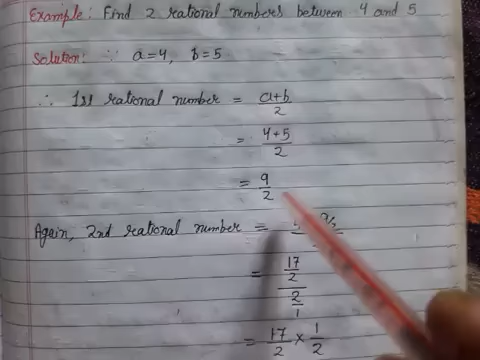 Example: Find 2 rational numbers between 4 and 5
Solution: ∵ a=4, b=5
∴ 1st rational number = a+b/2
= 4+5/2
= 9/2
Again, 2nd rational number =
= 17/2 / 2/1
= 17/2 × 1/2